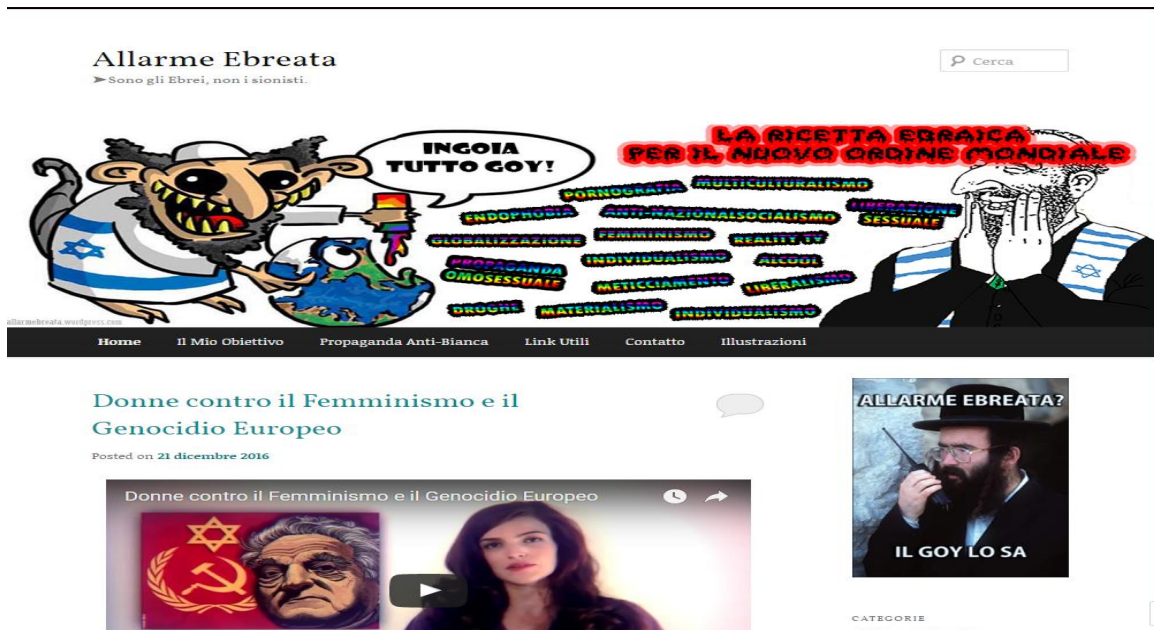 Allarme Ebreata
➤Sono gli Ebrei, non i sionisti.
Cerca
INGOIA
TUTTO GOY!
LA RICETTA EBRAICA
PER IL NUOVO ORDINE MONDIALE
PORNOGRAFIA
MULTICULTURALISMO
ENDOPHOBIA
ANTI-NAZIONALSOCIALISMO
LIBERAZIONE
SESSUALE
GLOBALIZZAZIONE
FEMMINISMO
REALITY TV
PROPAGANDA
OMOSESSUALE
INDIVIDUALISMO
ALCOOL
METICCIAMENTO
LIBERALISMO
DROGHE
MATERIALISMO
INDIVIDUALISMO
allarmebreata.wordpress.com
Home
Il Mio Obiettivo
Propaganda Anti-Bianca
Link Utili
Contatto
Illustrazioni
Donne contro il Femminismo e il
Genocidio Europeo
Posted on 21 dicembre 2016
Donne contro il Femminismo e il Genocidio Europeo
ALLARME EBREATA?
IL GOY LO SA
CATEGORIE